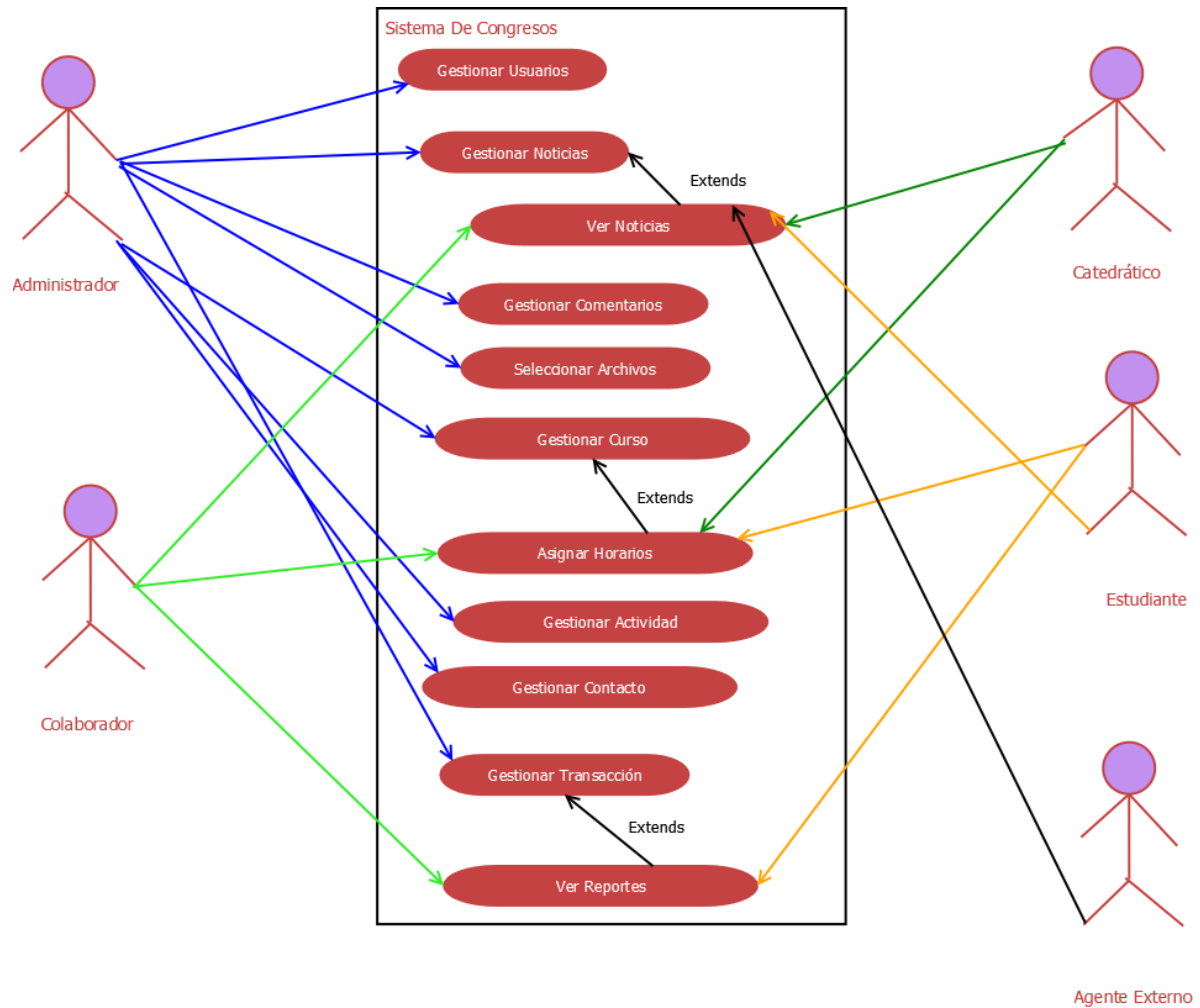 Sistema De Congresos
Gestionar Usuarios
Gestionar Noticias
Extends
Ver Noticias
Administrador
Catedrático
Gestionar Comentarios
Seleccionar Archivos
Gestionar Curso
Extends
Asignar Horarios
Estudiante
Gestionar Actividad
Gestionar Contacto
Colaborador
Gestionar Transacción
Extends
Ver Reportes
Agente Externo